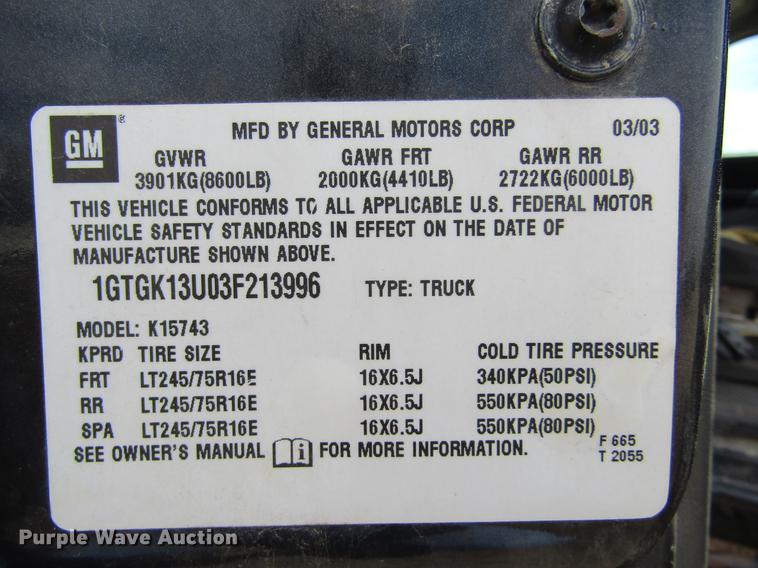 GM
MFD BY GENERAL MOTORS CORP 03/03
GVWR GAWR FRT GAWR RR
3901KG(8600LB) 2000KG(4410LB) 2722KG(6000LB)
THIS VEHICLE CONFORMS TO ALL APPLICABLE U.S. FEDERAL MOTOR
VEHICLE SAFETY STANDARDS IN EFFECT ON THE DATE OF
MANUFACTURE SHOWN ABOVE.
1GTGK13U03F213996 TYPE: TRUCK
MODEL: K15743
KPRD TIRE SIZE RIM COLD TIRE PRESSURE
FRT LT245/75R16E 16X6.5J 340KPA(50PSI)
RR LT245/75R16E 16X6.5J 550KPA(80PSI)
SPA LT245/75R16E 16X6.5J 550KPA(80PSI)
SEE OWNER'S MANUAL i FOR MORE INFORMATION.
F 665
T 2055
Purple Wave Auction